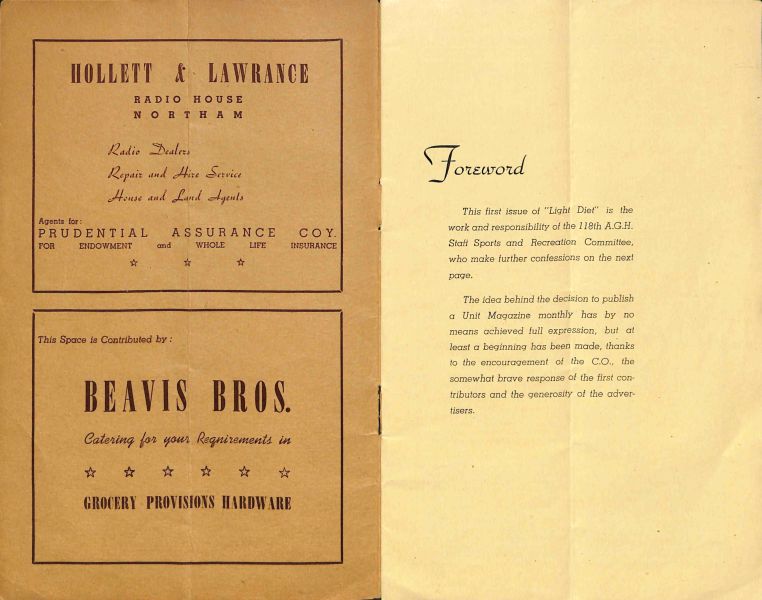 HOLLETT & LAWRANCE
RADIO HOUSE
NORTHAM
Radio Dealers
Repair and Hire Service
House and Land Agents
Agents for:
PRUDENTIAL ASSURANCE COY.
FOR ENDOWMENT and WHOLE LIFE INSURANCE
☆ ☆ ☆
This Space is Contributed by:
BEAVIS BROS.
Catering for your Requirements in
☆ ☆ ☆ ☆ ☆ ☆
GROCERY PROVISIONS HARDWARE
Foreword
This first issue of "Light Diet" is the
work and responsibility of the 118th A.G.H.
Staff Sports and Recreation Committee,
who make further confessions on the next
page.
The idea behind the decision to publish
a Unit Magazine monthly has by no
means achieved full expression, but at
least a beginning has been made, thanks
to the encouragement of the C.O., the
somewhat brave response of the first con-
tributors and the generosity of the adver-
tisers.